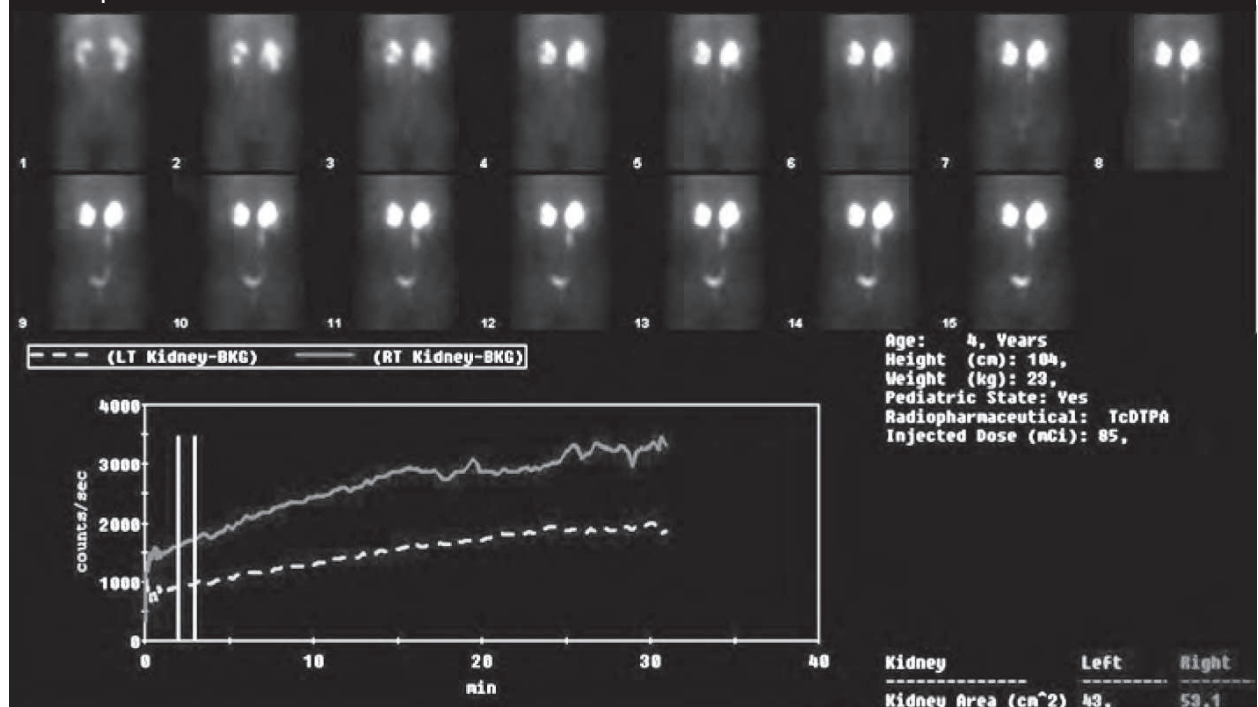 1 2 3 4 5 6 7 8
9 10 11 12 13 14 15
(LT Kidney-BKG) (RT Kidney-BKG)
Age: 4, Years
Height (cm): 104,
Weight (kg): 23,
Pediatric State: Yes
Radiopharmaceutical: TcDTPA
Injected Dose (mCi): 85,
4000
3000
2000
1000
0
counts/sec
0 10 20 30 40
min
Kidney Left Right
Kidney Area (cm^2) 43. 53.1